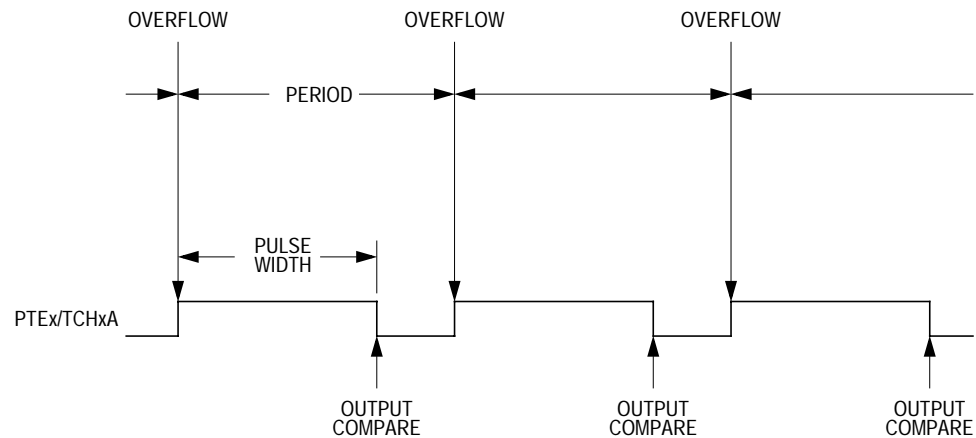 OVERFLOW OVERFLOW OVERFLOW
PERIOD
PULSE
WIDTH
PTEx/TCHxA
OUTPUT
COMPARE
OUTPUT
COMPARE
OUTPUT
COMPARE